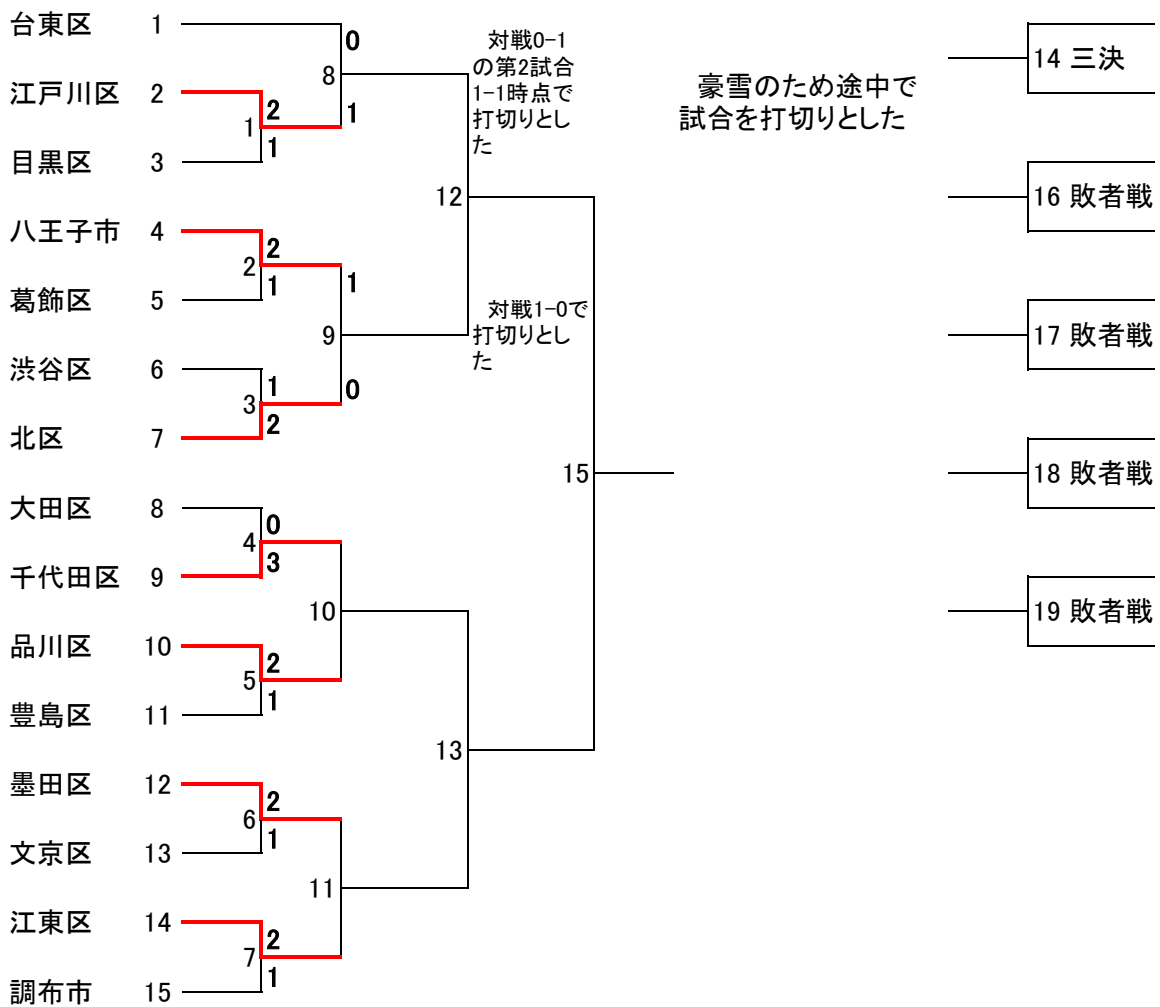 台東区 1
江戸川区 2
目黒区 3
八王子市 4
葛飾区 5
渋谷区 6
北区 7
大田区 8
千代田区 9
品川区 10
豊島区 11
墨田区 12
文京区 13
江東区 14
調布市 15
1
2
1
2
2
1
3
1
2
4
0
3
5
2
1
6
2
1
7
2
1
8
0
1
9
1
0
10
11
対戦0-1
の第2試合
1-1時点で
打切りとし
た
12
対戦1-0で
打切りとし
た
13
15
豪雪のため途中で
試合を打切りとした
14 三決
16 敗者戦
17 敗者戦
18 敗者戦
19 敗者戦